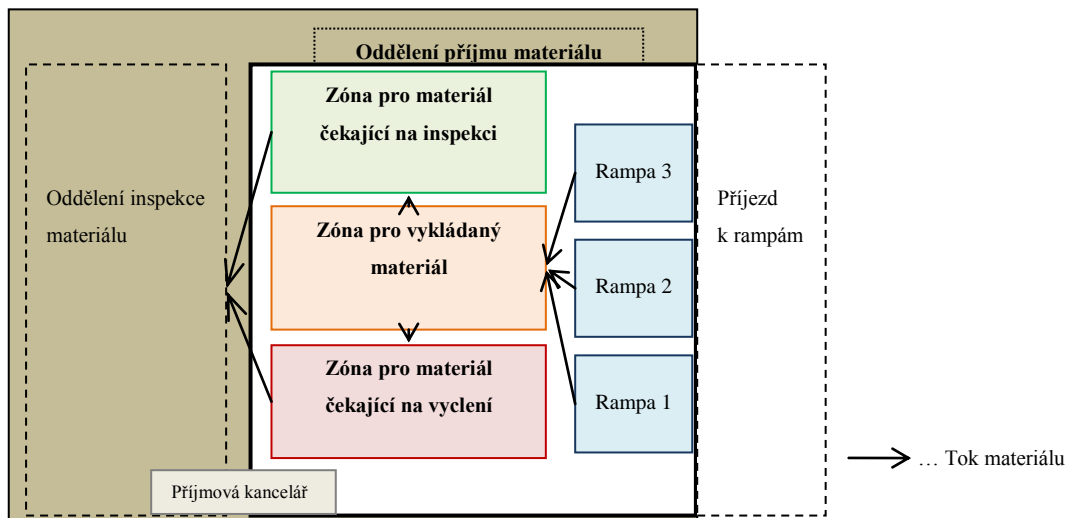 Oddělení příjmu materiálu
Zóna pro materiál
čekající na inspekci
Rampa 3
Oddělení inspekce
materiálu
Příjezd
k rampám
Zóna pro vykládaný
materiál
Rampa 2
Zóna pro materiál
čekající na vyclení
Rampa 1
… Tok materiálu
Příjmová kancelář